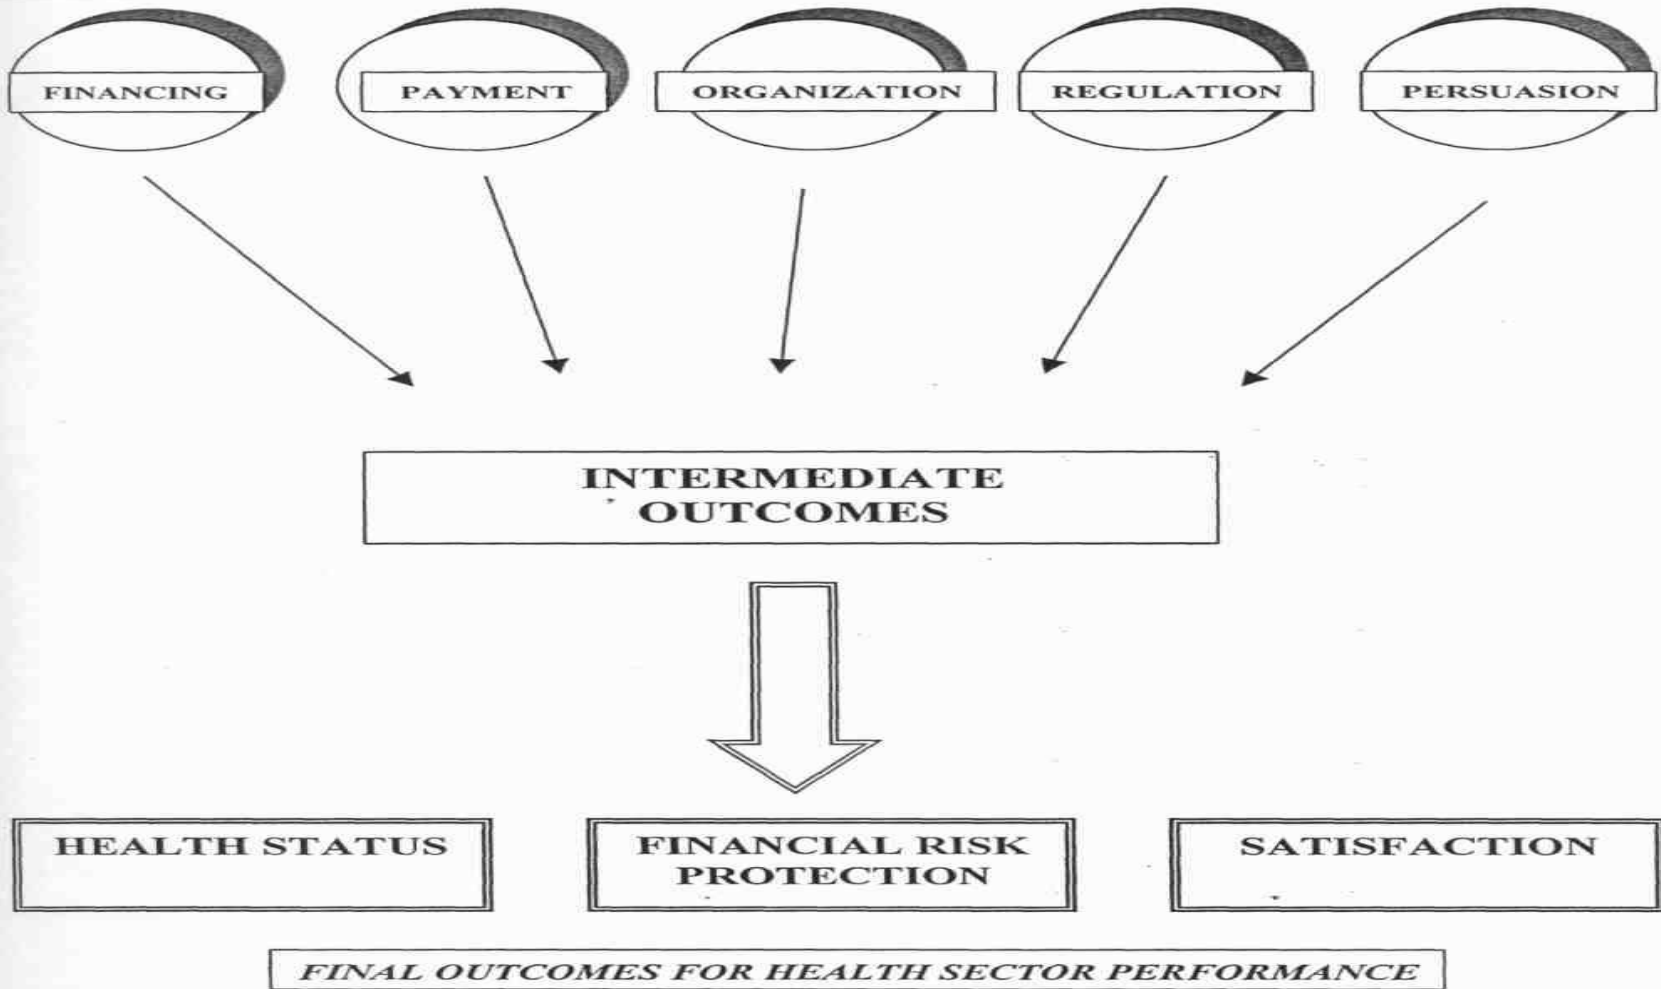 FINANCING
PAYMENT
ORGANIZATION
REGULATION
PERSUASION
INTERMEDIATE
OUTCOMES
HEALTH STATUS
FINANCIAL RISK
PROTECTION
SATISFACTION
FINAL OUTCOMES FOR HEALTH SECTOR PERFORMANCE